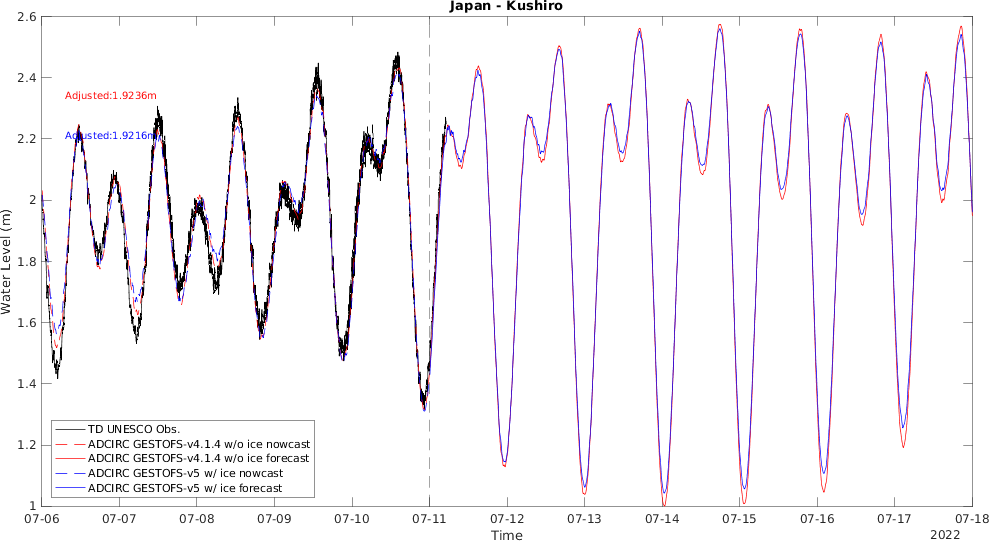 Japan - Kushiro
2.6
2.4
2.2
2
1.8
1.6
1.4
1.2
1
Water Level (m)
Adjusted:1.9236m
Adjusted:1.9216m
TD UNESCO Obs.
ADCIRC GESTOFS-v4.1.4 w/o ice nowcast
ADCIRC GESTOFS-v4.1.4 w/o ice forecast
ADCIRC GESTOFS-v5 w/ ice nowcast
ADCIRC GESTOFS-v5 w/ ice forecast
07-06 07-07 07-08 07-09 07-10 07-11 07-12 07-13 07-14 07-15 07-16 07-17 07-18
Time
2022